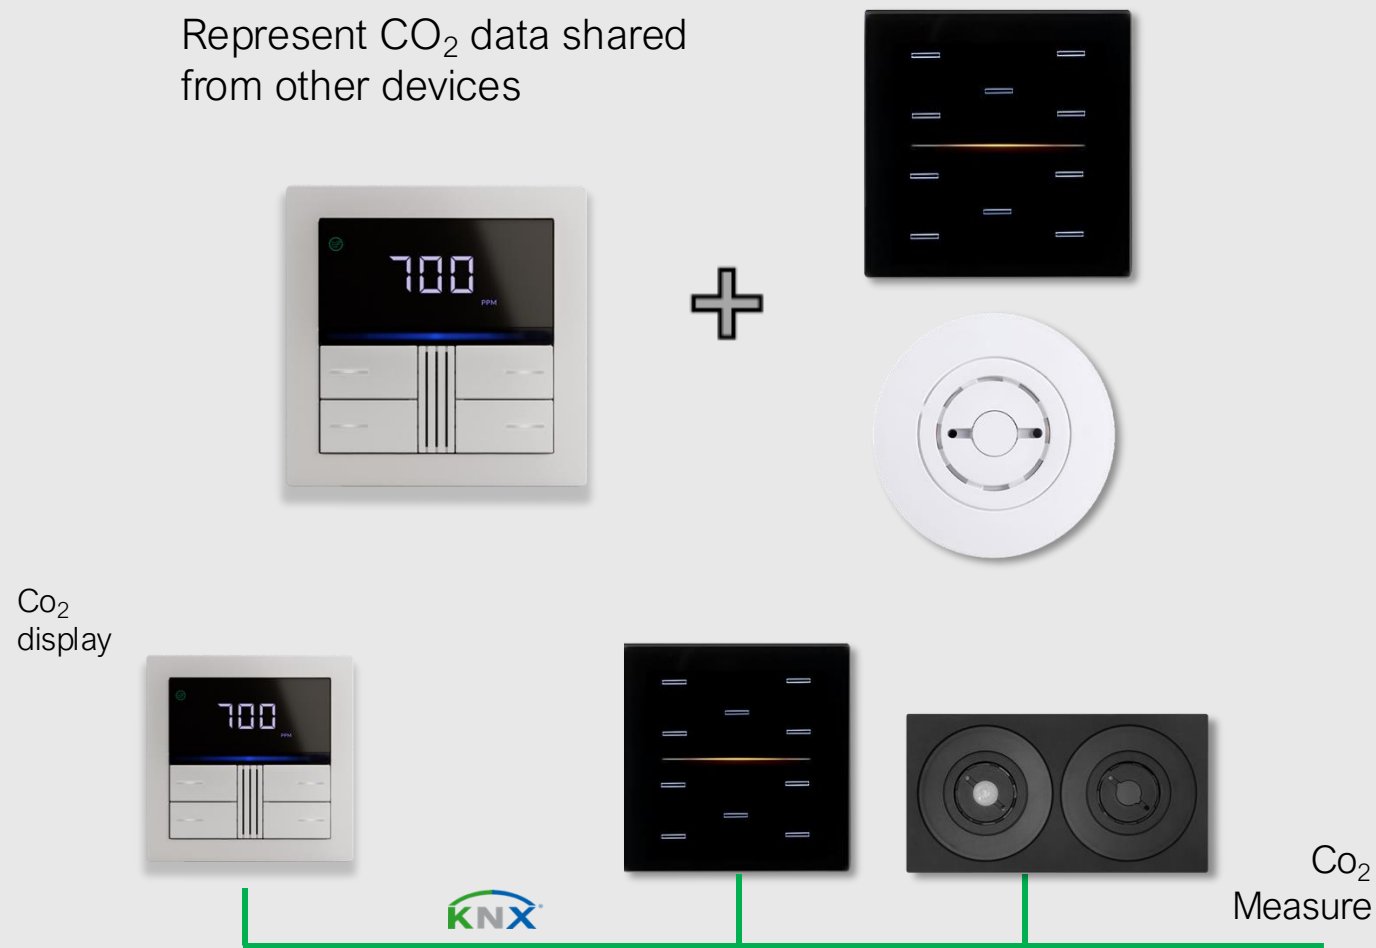 Represent CO₂ data shared
from other devices
700
PPM
Co₂
display
700
PPM
KNX
Co₂
Measure